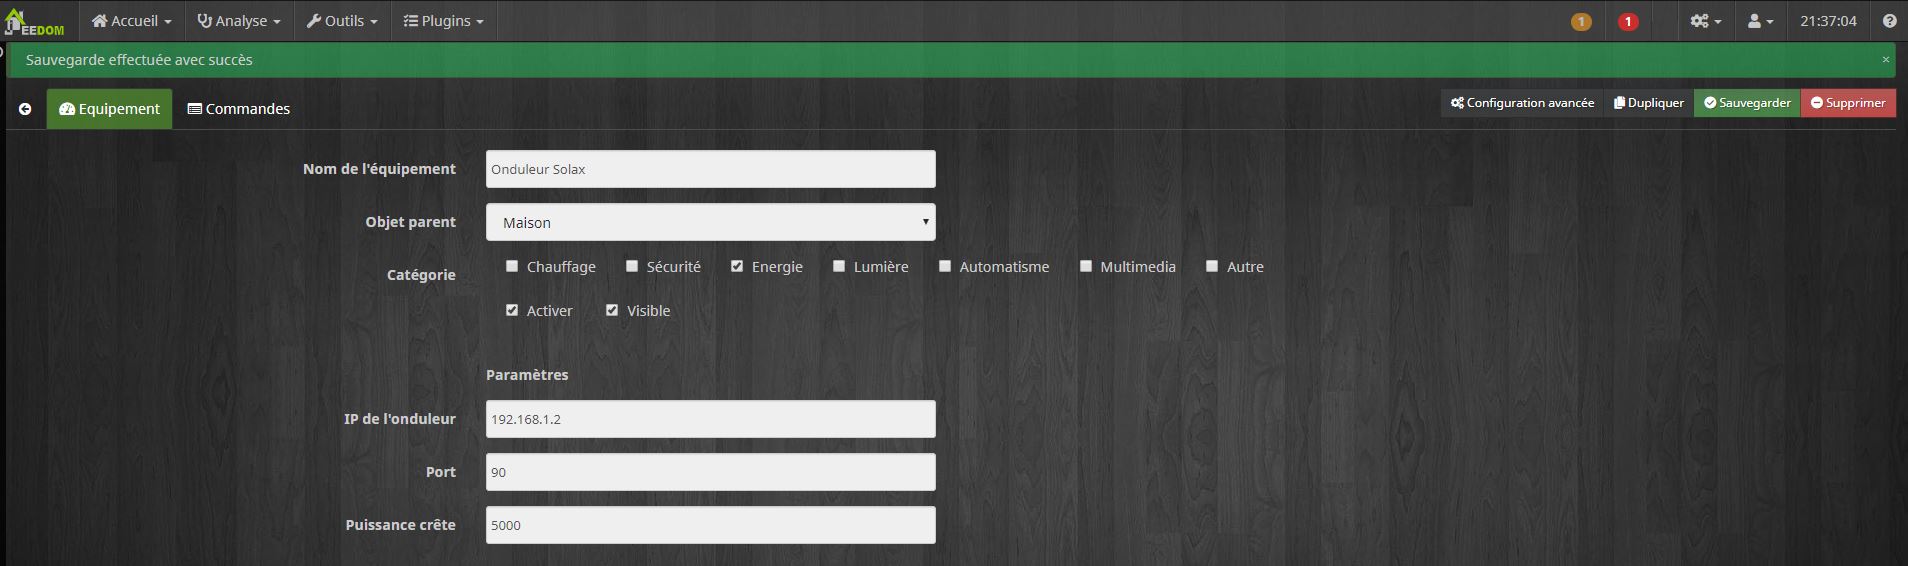 JEEDOM Accueil Analyse Outils Plugins 1 1 21:37:04
Sauvegarde effectuée avec succès ×
Equipement Commandes Configuration avancée Dupliquer Sauvegarder Supprimer
Nom de l'équipement Onduleur Solax
Objet parent Maison
Catégorie Chauffage Sécurité Energie Lumière Automatisme Multimedia Autre
Activer Visible
Paramètres
IP de l'onduleur 192.168.1.2
Port 90
Puissance crête 5000